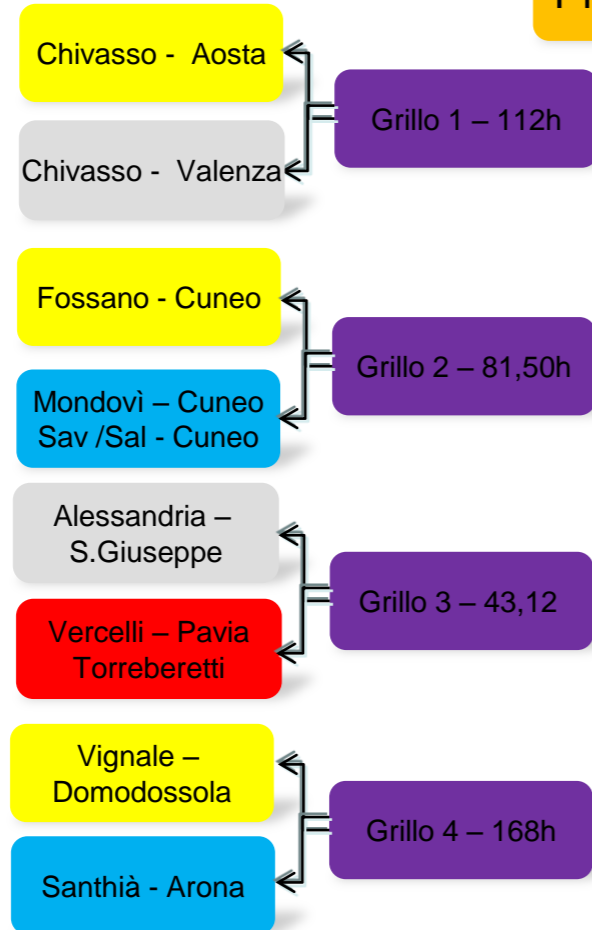 Chivasso - Aosta
Grillo 1 – 112h
Chivasso - Valenza
Fossano - Cuneo
Grillo 2 – 81,50h
Mondovì – Cuneo
Sav /Sal - Cuneo
Alessandria –
S.Giuseppe
Grillo 3 – 43,12
Vercelli – Pavia
Torreberetti
Vignale –
Domodossola
Grillo 4 – 168h
Santhià - Arona